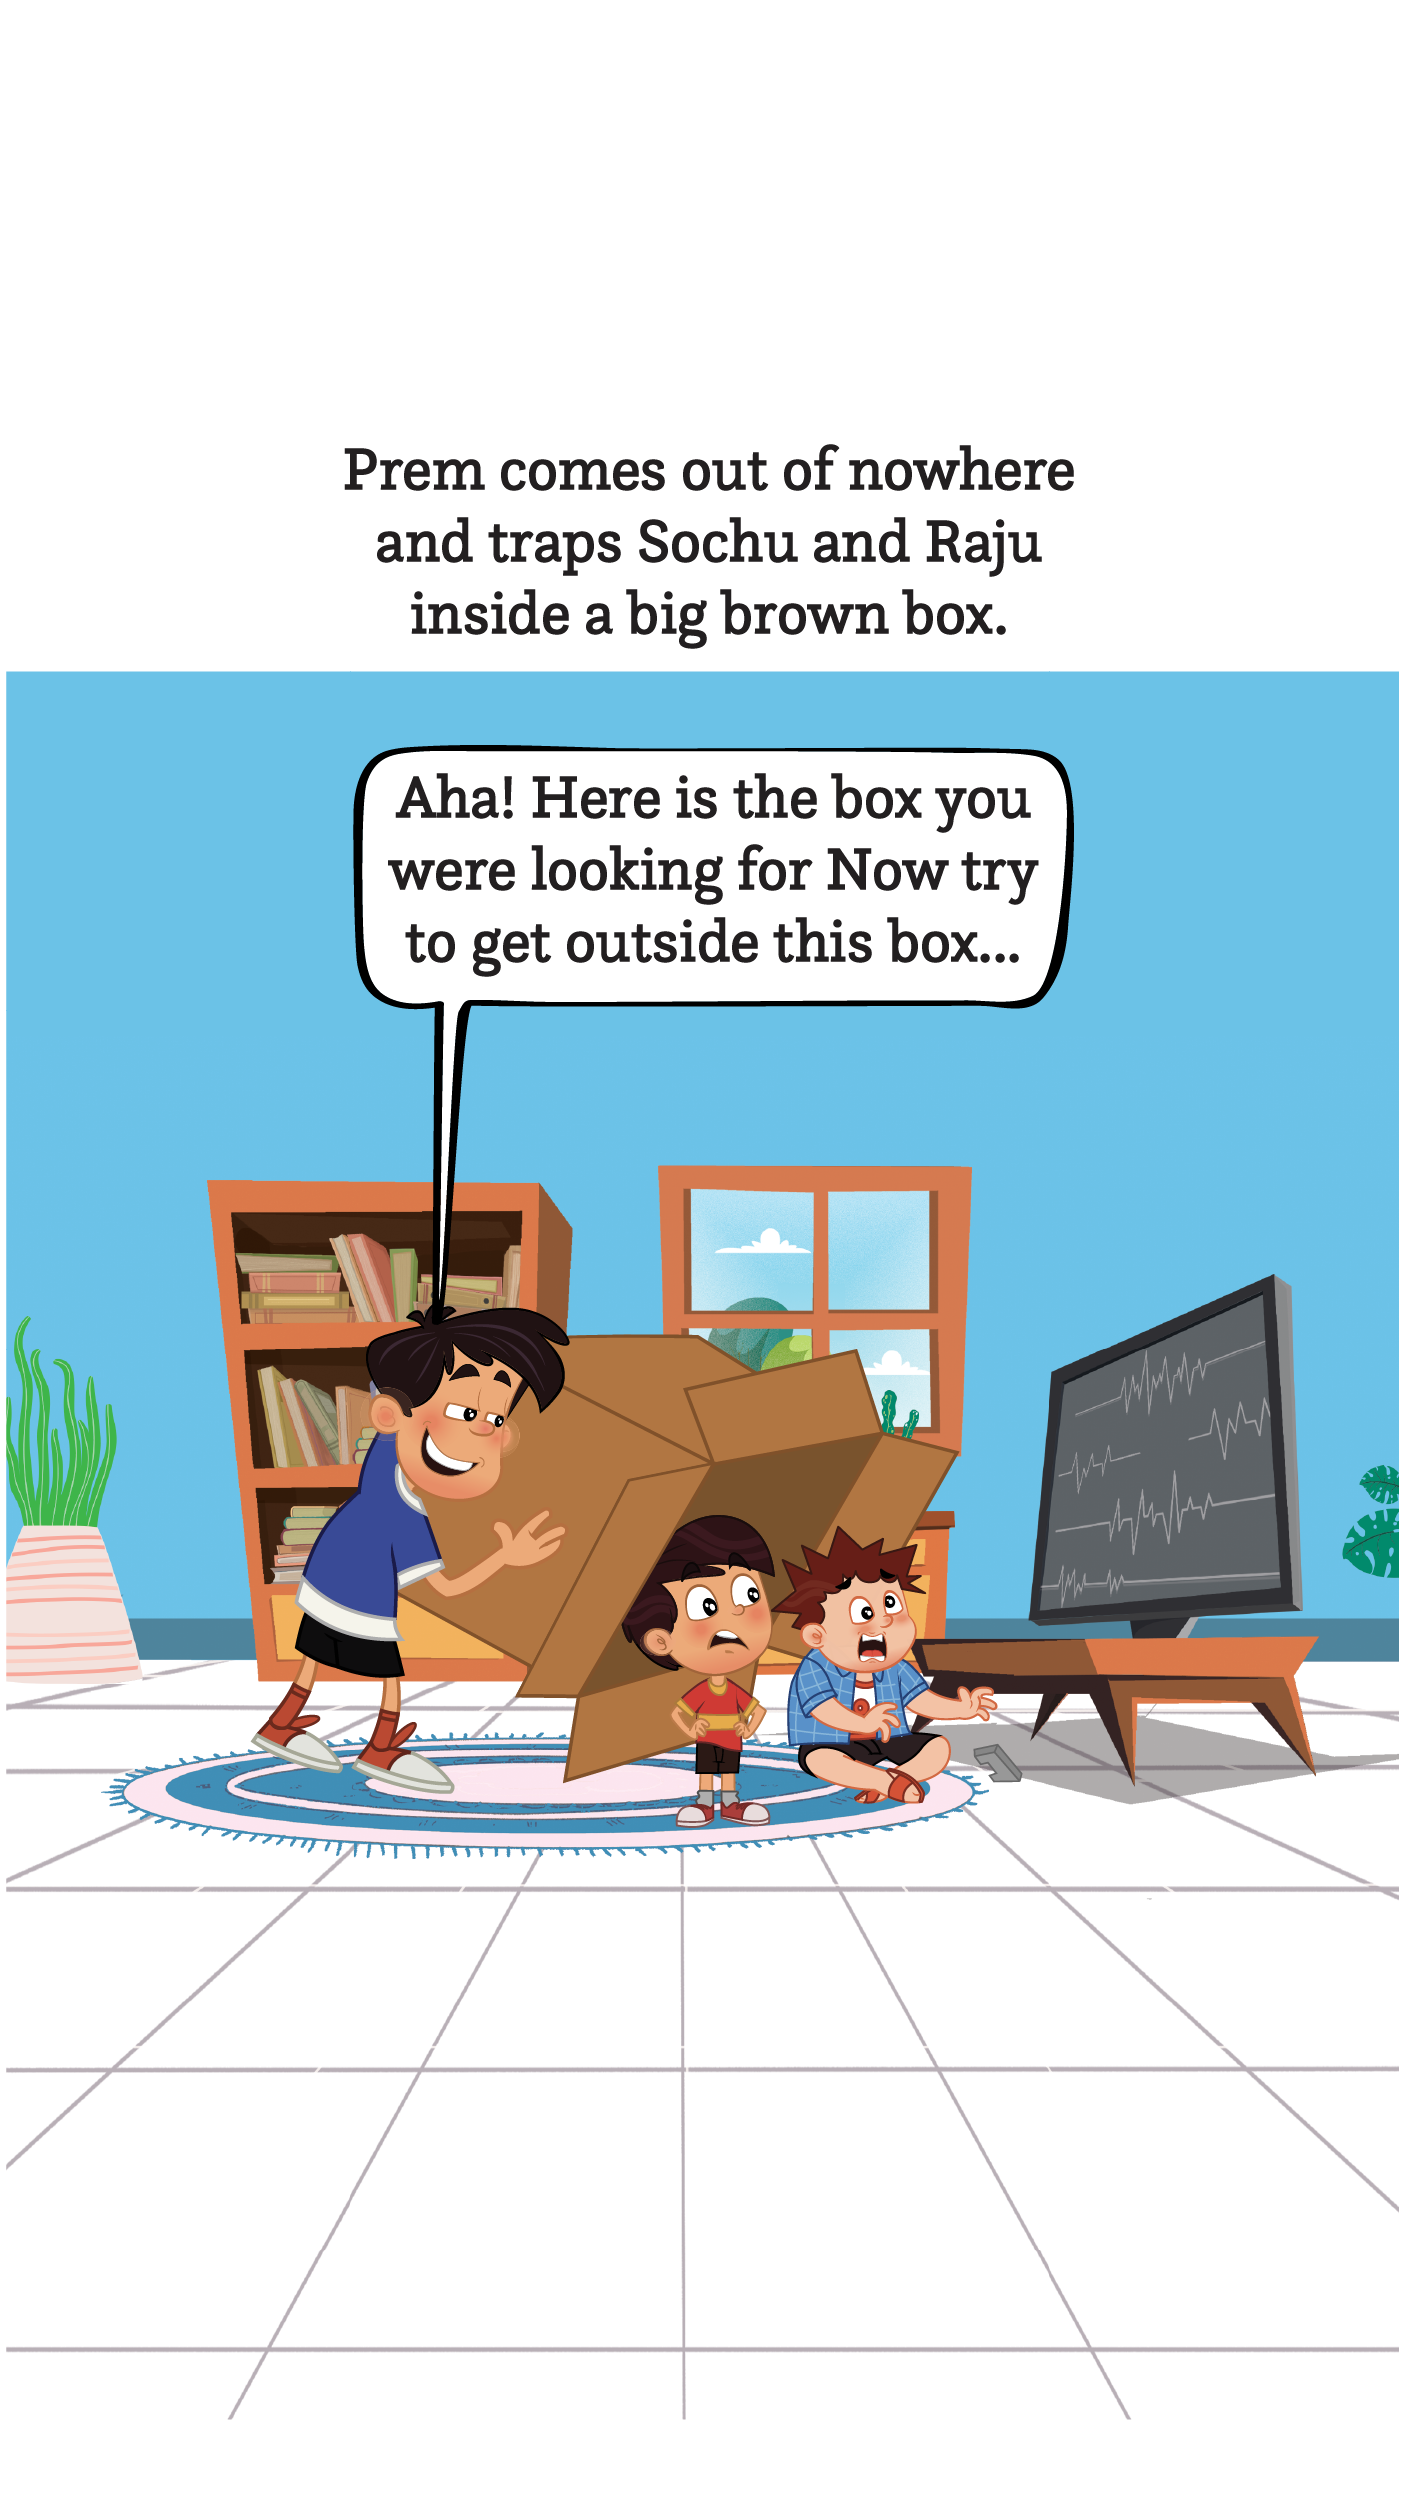 Prem comes out of nowhere
and traps Sochu and Raju
inside a big brown box.
Aha! Here is the box you
were looking for Now try
to get outside this box...